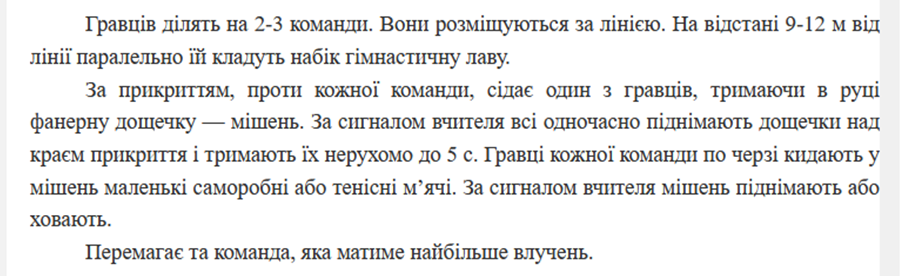 Гравців ділять на 2-3 команди. Вони розміщуються за лінією. На відстані 9-12 м від
лінії паралельно їй кладуть набік гімнастичну лаву.
За прикриттям, проти кожної команди, сідає один з гравців, тримаючи в руці
фанерну дощечку — мішень. За сигналом вчителя всі одночасно піднімають дощечки над
краєм прикриття і тримають їх нерухомо до 5 с. Гравці кожної команди по черзі кидають у
мішень маленькі саморобні або тенісні м’ячі. За сигналом вчителя мішень піднімають або
ховають.
Перемагає та команда, яка матиме найбільше влучень.